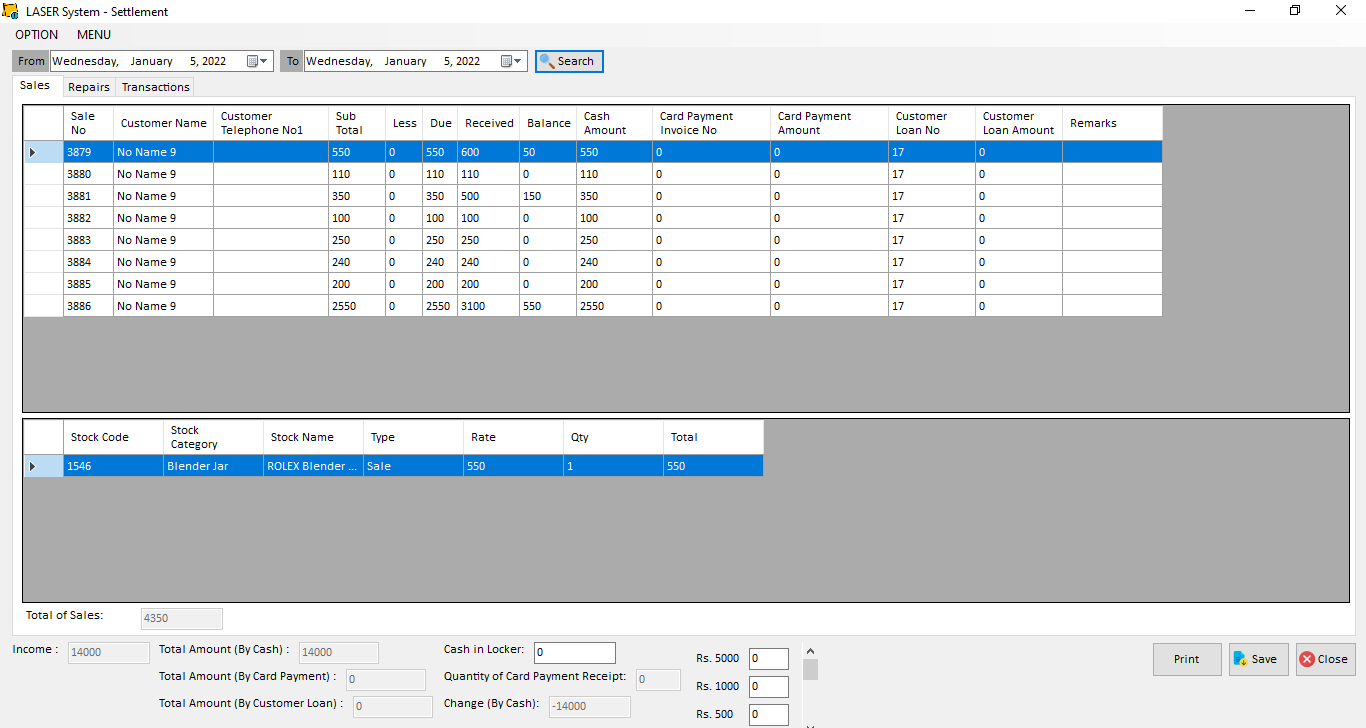 LASER System - Settlement
OPTION MENU
From Wednesday, January 5, 2022 To Wednesday, January 5, 2022 Search
Sales Repairs Transactions
Sale No Customer Name Customer Telephone No1 Sub Total Less Due Received Balance Cash Amount Card Payment Invoice No Card Payment Amount Customer Loan No Customer Loan Amount Remarks
3879 No Name 9 550 0 550 600 50 550 0 0 17 0
3880 No Name 9 110 0 110 110 0 110 0 0 17 0
3881 No Name 9 350 0 350 500 150 350 0 0 17 0
3882 No Name 9 100 0 100 100 0 100 0 0 17 0
3883 No Name 9 250 0 250 250 0 250 0 0 17 0
3884 No Name 9 240 0 240 240 0 240 0 0 17 0
3885 No Name 9 200 0 200 200 0 200 0 0 17 0
3886 No Name 9 2550 0 2550 3100 550 2550 0 0 17 0
Stock Code Stock Category Stock Name Type Rate Qty Total
1546 Blender Jar ROLEX Blender ... Sale 550 1 550
Total of Sales: 4350
Income : 14000 Total Amount (By Cash) : 14000 Cash in Locker: 0 Rs. 5000 0 Print Save Close
Total Amount (By Card Payment) : 0 Quantity of Card Payment Receipt: 0 Rs. 1000 0
Total Amount (By Customer Loan) : 0 Change (By Cash): -14000 Rs. 500 0